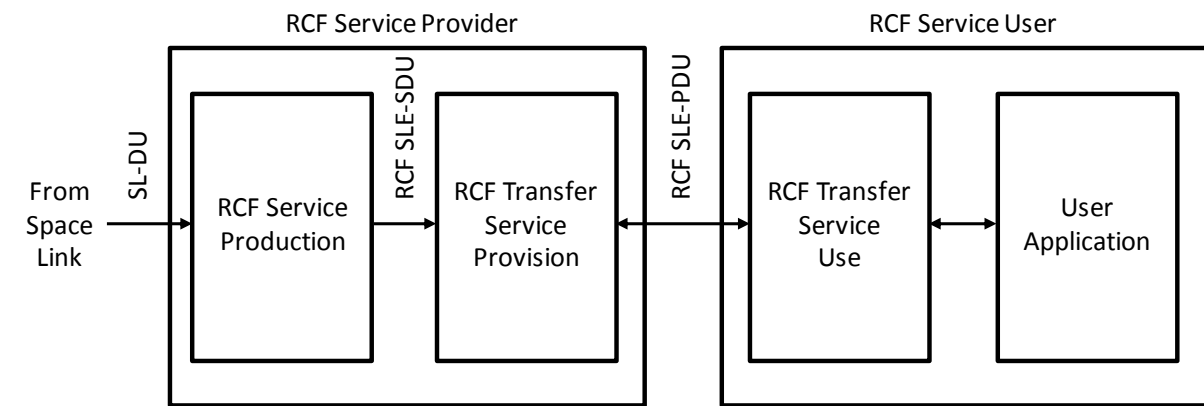 RCF Service Provider
RCF Service User
SL-DU
RCF SLE-SDU
RCF SLE-PDU
From
Space
Link
RCF Service
Production
RCF Transfer
Service
Provision
RCF Transfer
Service
Use
User
Application